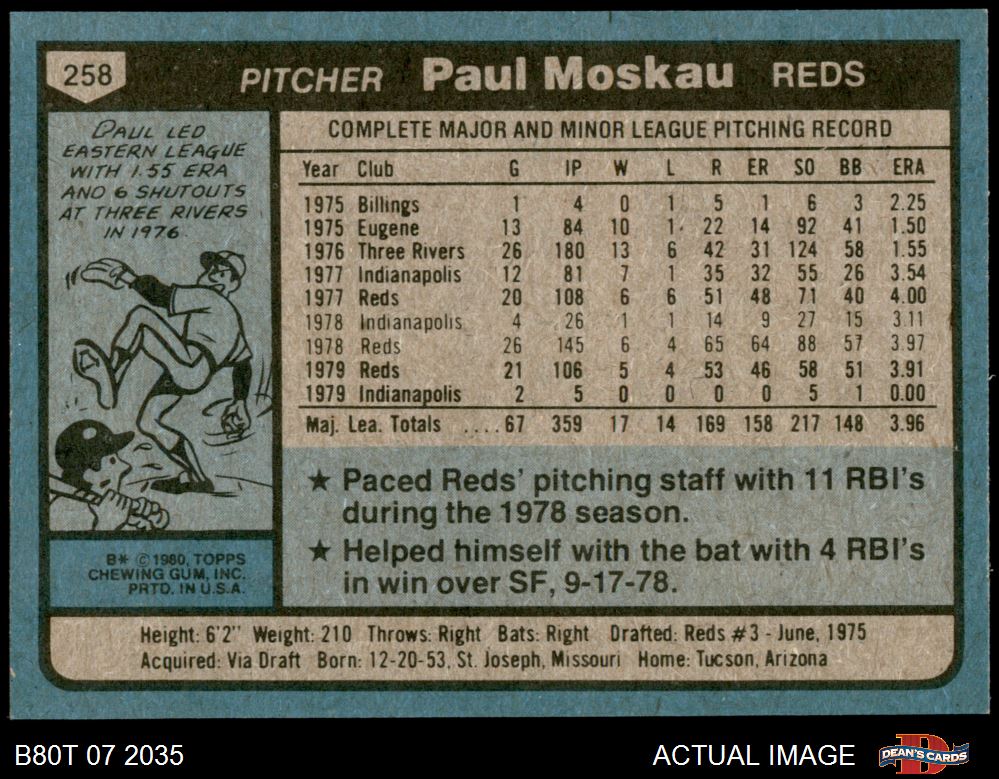 258 PITCHER Paul Moskau REDS
PAUL LED
EASTERN LEAGUE
WITH 1.55 ERA
AND 6 SHUTOUTS
AT THREE RIVERS
IN 1976.
B* © 1980, TOPPS
CHEWING GUM, INC.
PRTD. IN U.S.A.
COMPLETE MAJOR AND MINOR LEAGUE PITCHING RECORD
Year Club G IP W L R ER SO BB ERA
1975 Billings 1 4 0 1 5 1 6 3 2.25
1975 Eugene 13 84 10 1 22 14 92 41 1.50
1976 Three Rivers 26 180 13 6 42 31 124 58 1.55
1977 Indianapolis 12 81 7 1 35 32 55 26 3.54
1977 Reds 20 108 6 6 51 48 71 40 4.00
1978 Indianapolis 4 26 1 1 14 9 27 15 3.11
1978 Reds 26 145 6 4 65 64 88 57 3.97
1979 Reds 21 106 5 4 53 46 58 51 3.91
1979 Indianapolis 2 5 0 0 0 0 5 1 0.00
Maj. Lea. Totals ....67 359 17 14 169 158 217 148 3.96
★ Paced Reds' pitching staff with 11 RBI's
during the 1978 season.
★ Helped himself with the bat with 4 RBI's
in win over SF, 9-17-78.
Height: 6'2" Weight: 210 Throws: Right Bats: Right Drafted: Reds #3 - June, 1975
Acquired: Via Draft Born: 12-20-53, St. Joseph, Missouri Home: Tucson, Arizona
B80T 07 2035 ACTUAL IMAGE D DEAN'S CARDS